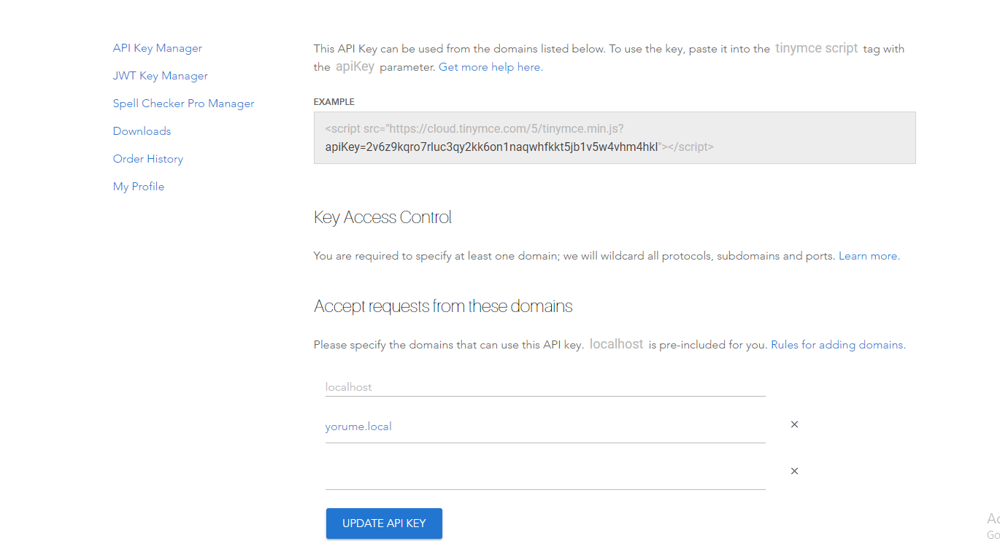 API Key Manager
JWT Key Manager
Spell Checker Pro Manager
Downloads
Order History
My Profile
This API Key can be used from the domains listed below. To use the key, paste it into the tinymce script tag with
the apiKey parameter. Get more help here.
EXAMPLE
<script src="https://cloud.tinymce.com/5/tinymce.min.js?
apiKey=2v6z9kqro7rluc3qy2kk6on1naqwhfkkt5jb1v5w4vhm4hkl"></script>
Key Access Control
You are required to specify at least one domain; we will wildcard all protocols, subdomains and ports. Learn more.
Accept requests from these domains
Please specify the domains that can use this API key. localhost is pre-included for you. Rules for adding domains.
localhost
yorume.local
UPDATE API KEY